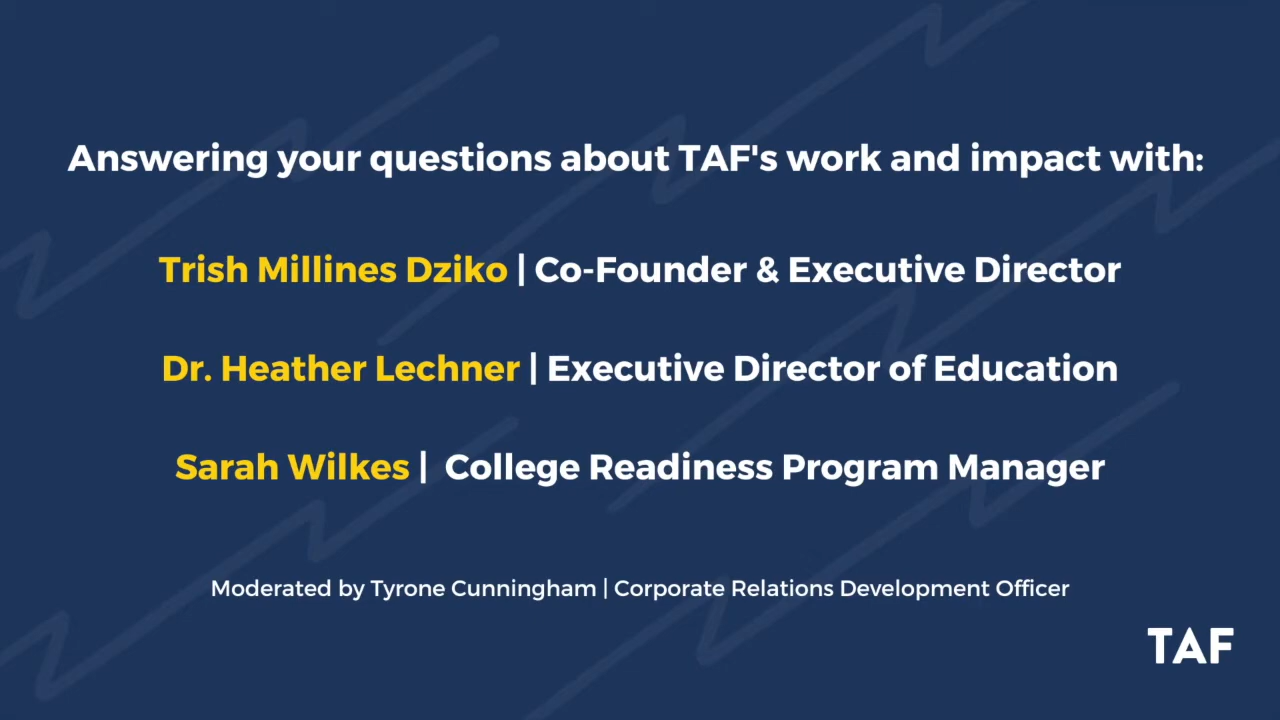 Answering your questions about TAF's work and impact with:
Trish Millines Dziko | Co-Founder & Executive Director
Dr. Heather Lechner | Executive Director of Education
Sarah Wilkes | College Readiness Program Manager
Moderated by Tyrone Cunningham | Corporate Relations Development Officer
TAF